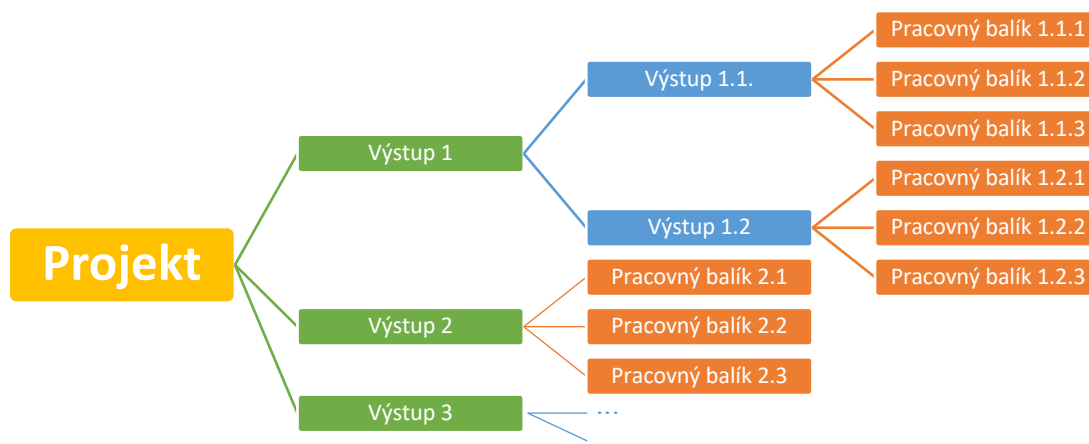 Projekt
Výstup 1
Výstup 1.1.
Pracovný balík 1.1.1
Pracovný balík 1.1.2
Pracovný balík 1.1.3
Výstup 1.2
Pracovný balík 1.2.1
Pracovný balík 1.2.2
Pracovný balík 1.2.3
Výstup 2
Pracovný balík 2.1
Pracovný balík 2.2
Pracovný balík 2.3
Výstup 3
...